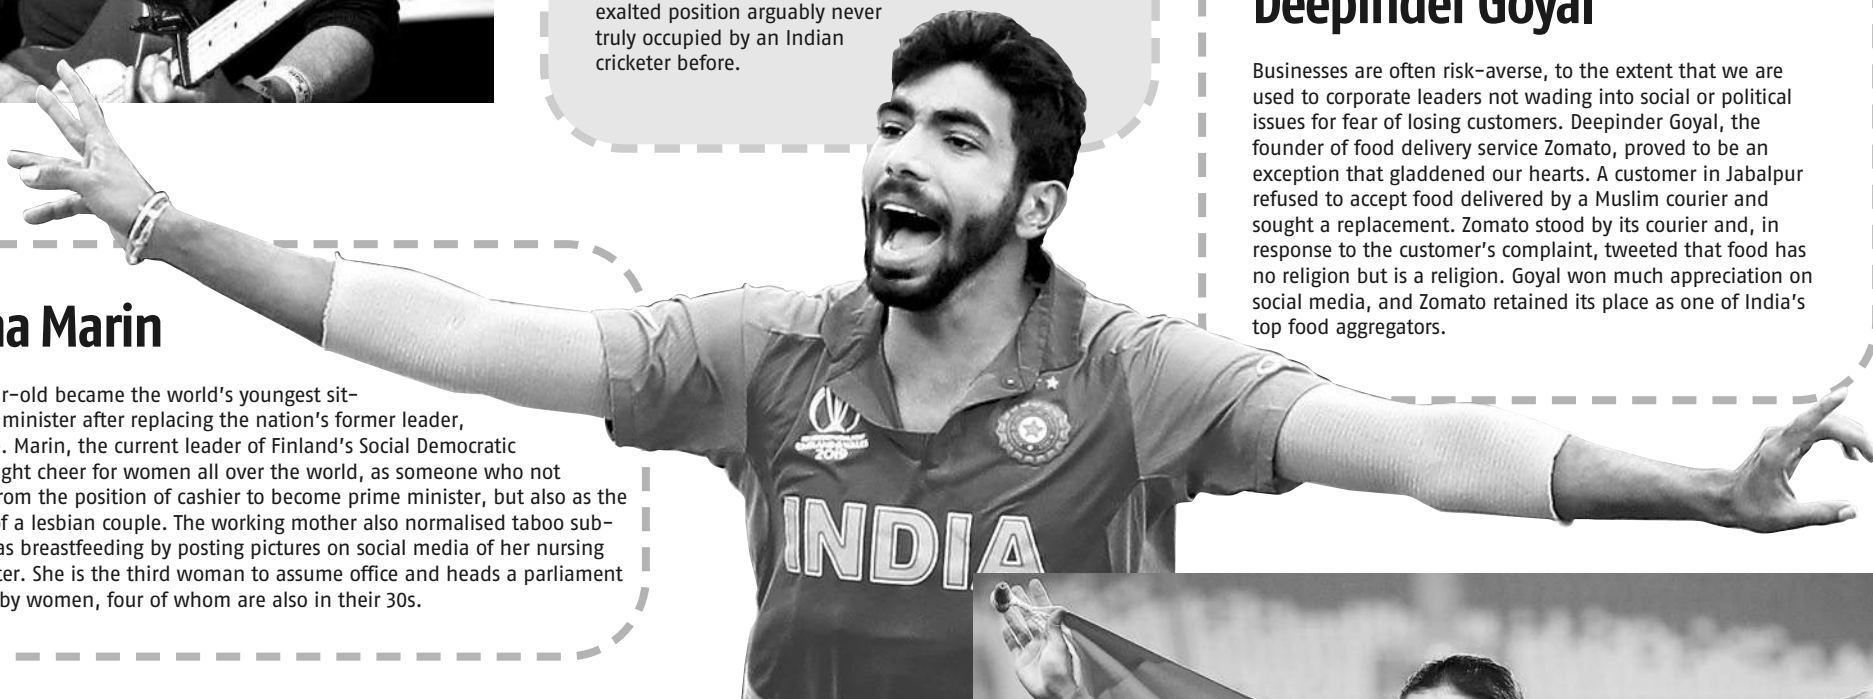 exalted position arguably never
truly occupied by an Indian
cricketer before.
Deepinder Goyal
Businesses are often risk-averse, to the extent that we are
used to corporate leaders not wading into social or political
issues for fear of losing customers. Deepinder Goyal, the
founder of food delivery service Zomato, proved to be an
exception that gladdened our hearts. A customer in Jabalpur
refused to accept food delivered by a Muslim courier and
sought a replacement. Zomato stood by its courier and, in
response to the customer's complaint, tweeted that food has
no religion but is a religion. Goyal won much appreciation on
social media, and Zomato retained its place as one of India's
top food aggregators.
Marin
r-old became the world's youngest sit-
minister after replacing the nation's former leader,
. Marin, the current leader of Finland's Social Democratic
ght cheer for women all over the world, as someone who not
rom the position of cashier to become prime minister, but also as the
f a lesbian couple. The working mother also normalised taboo sub-
as breastfeeding by posting pictures on social media of her nursing
ter. She is the third woman to assume office and heads a parliament
by women, four of whom are also in their 30s.
2019
INDIA